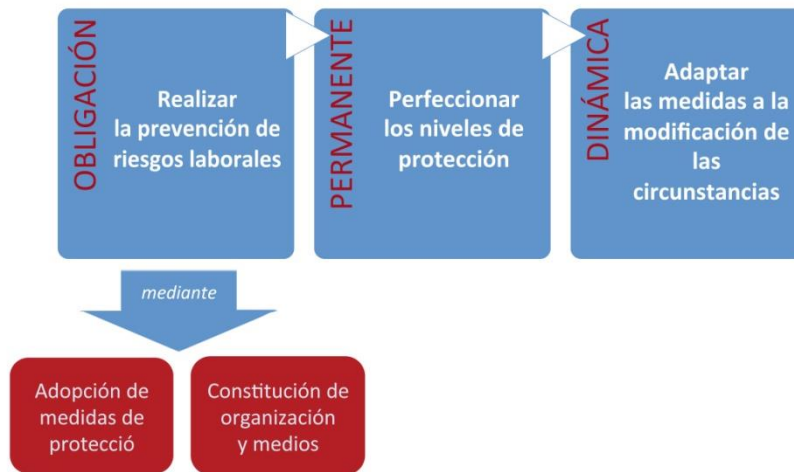 OBLIGACIÓN
Realizar
la prevención de
riesgos laborales
PERMANENTE
Perfeccionar
los niveles de
protección
DINÁMICA
Adaptar
las medidas a la
modificación de
las
circunstancias
mediante
Adopción de
medidas de
protecció
Constitución de
organización
y medios